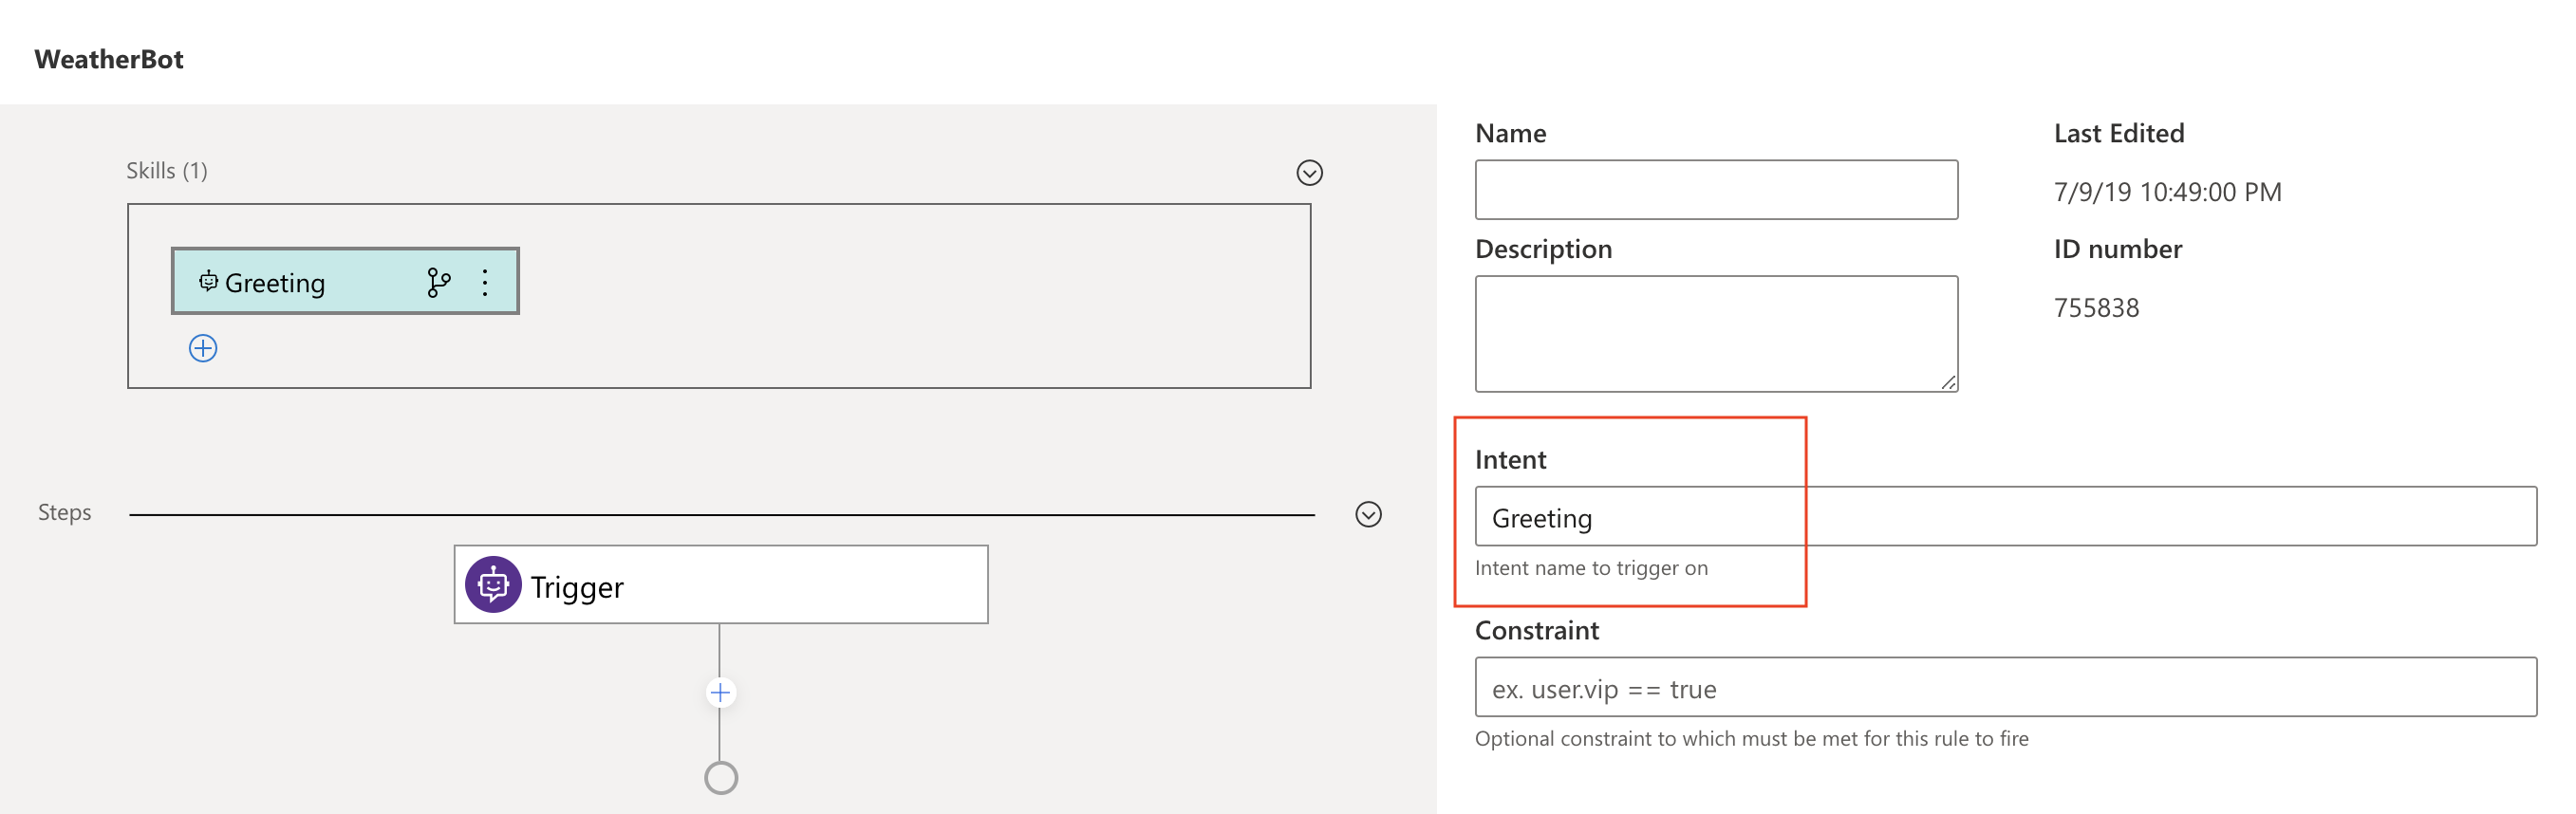 WeatherBot
Skills (1)
Greeting
Steps
Trigger
Name
Last Edited
7/9/19 10:49:00 PM
Description
ID number
755838
Intent
Greeting
Intent name to trigger on
Constraint
ex. user.vip == true
Optional constraint to which must be met for this rule to fire